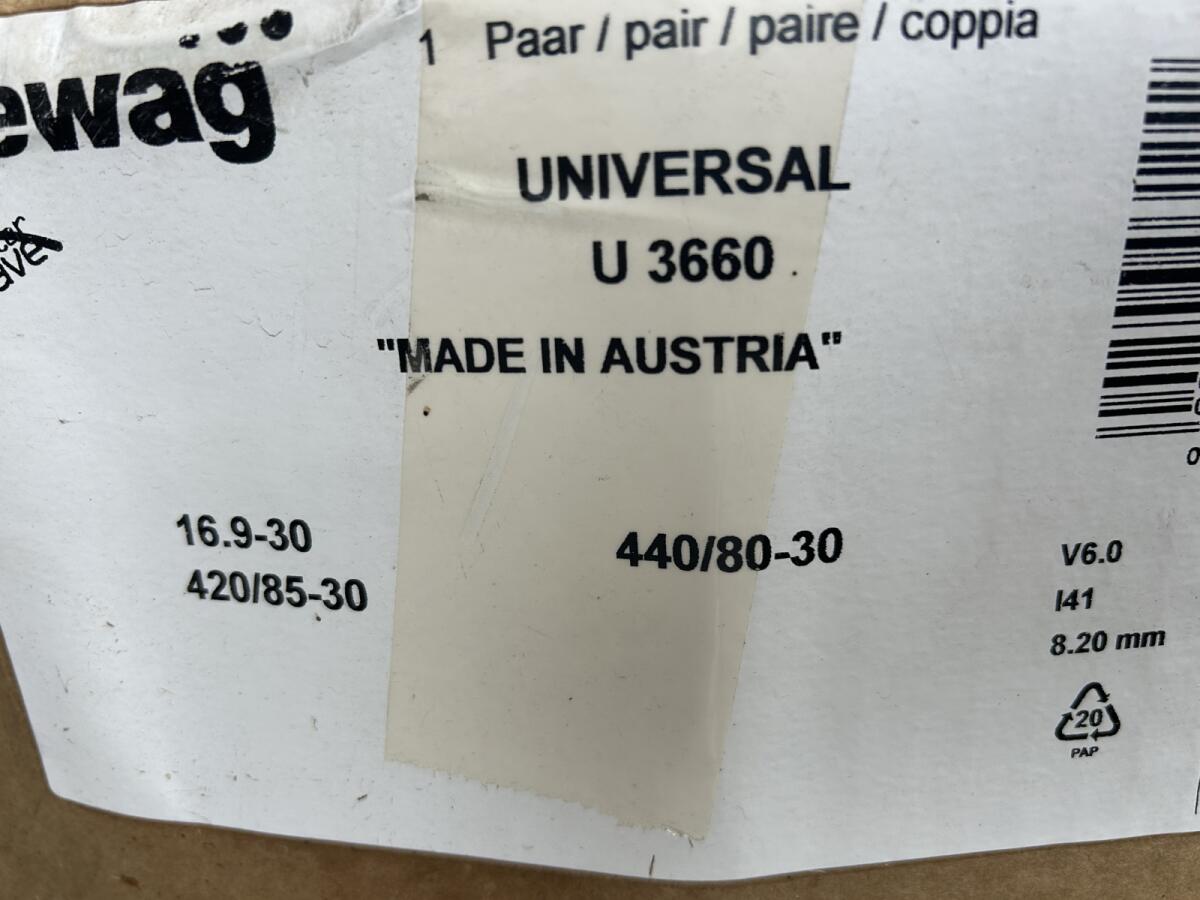 1 Paar / pair / paire / coppia
ewag
UNIVERSAL
U 3660
"MADE IN AUSTRIA"
16.9-30
420/85-30
440/80-30
V6.0
I41
8.20 mm
20
PAP